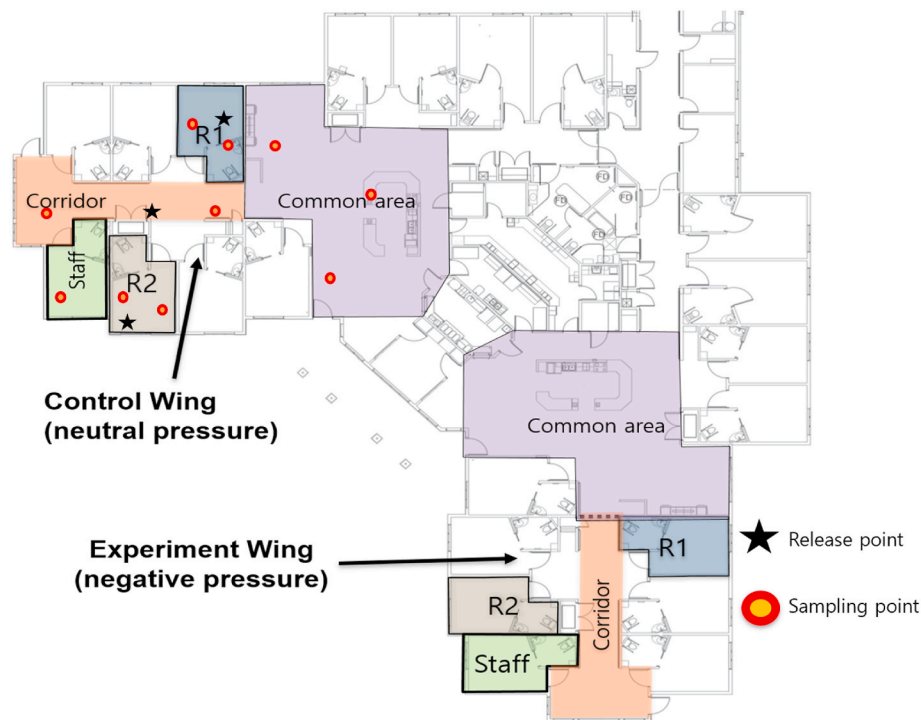 R1
Corridor
Common area
Staff
R2
Control Wing
(neutral pressure)
Common area
Experiment Wing
(negative pressure)
R1
Release point
R2
Corridor
Sampling point
Staff